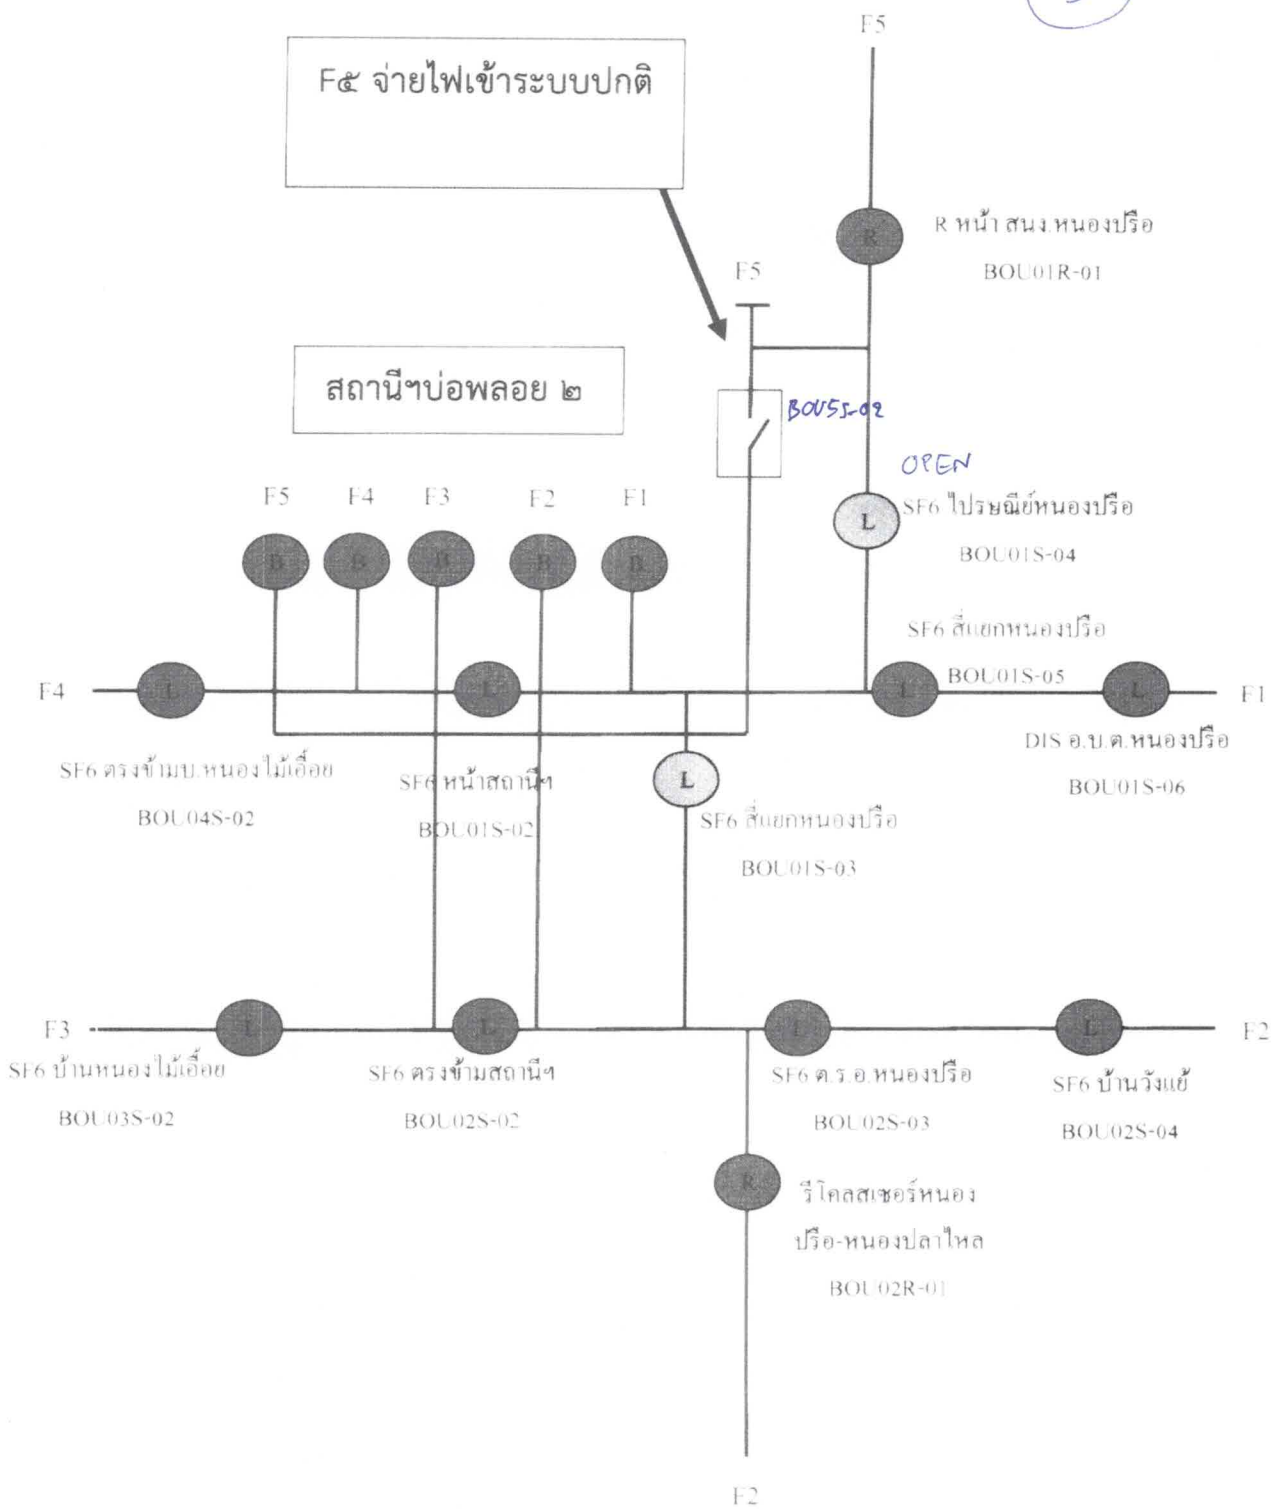 F5
F๕ จ่ายไฟเข้าระบบปกติ
R
R หน้า สนง.หนองปรือ
BOU01R-01
F5
สถานีฯบ่อพลอย ๒
BOU5S-02
OPEN
F5
F4
F3
F2
F1
L
SF6 ไปรษณีย์หนองปรือ
BOU01S-04
B
B
B
B
B
SF6 สี่แยกหนองปรือ
BOU01S-05
F4
L
L
L
L
F1
SF6 ตรงข้ามบ.หนองไม้เอื้อย
BOU04S-02
SF6 หน้าสถานีฯ
BOU01S-02
L
SF6 สี่แยกหนองปรือ
BOU01S-03
DIS อ.บ.ต.หนองปรือ
BOU01S-06
F3
L
L
L
L
F2
SF6 บ้านหนองไม้เอื้อย
BOU03S-02
SF6 ตรงข้ามสถานีฯ
BOU02S-02
SF6 ต.ร.อ.หนองปรือ
BOU02S-03
SF6 บ้านวังแย้
BOU02S-04
R
รีโคลสเซอร์หนอง
ปรือ-หนองปลาไหล
BOU02R-01
F2